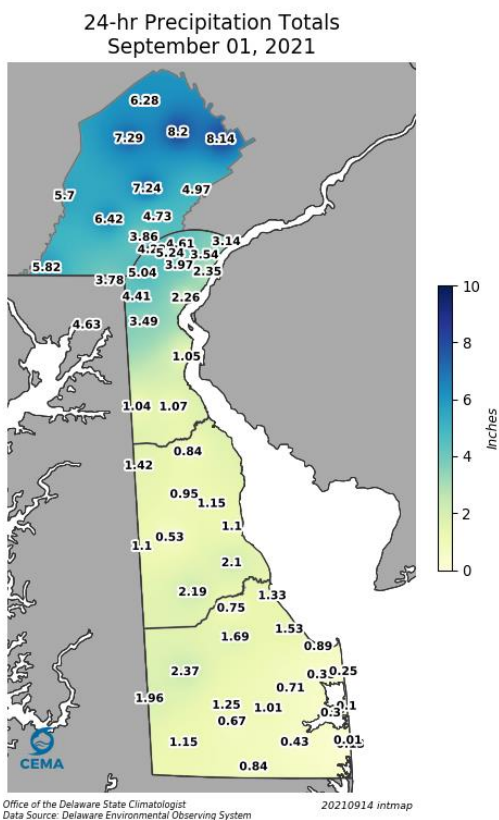 24-hr Precipitation Totals
September 01, 2021
6.28
7.29 8.2 8.14
5.7 7.24 4.97
6.42 4.73
3.86 4.61 3.14
5.24 3.54
5.82 3.78 5.04 3.97 2.35
4.41 2.26
4.63 3.49
1.05
1.04 1.07
0.84
1.42
0.95 1.15
1.1
1.1 0.53
2.1
2.19 1.33
0.75
1.69 1.53
0.89
2.37 0.25
0.71
1.96 1.25 1.01
0.67
1.15 0.43 0.01
0.84
10
8
6
4
2
0
Inches
CEMA
Office of the Delaware State Climatologist
Data Source: Delaware Environmental Observing System
20210914 intmap